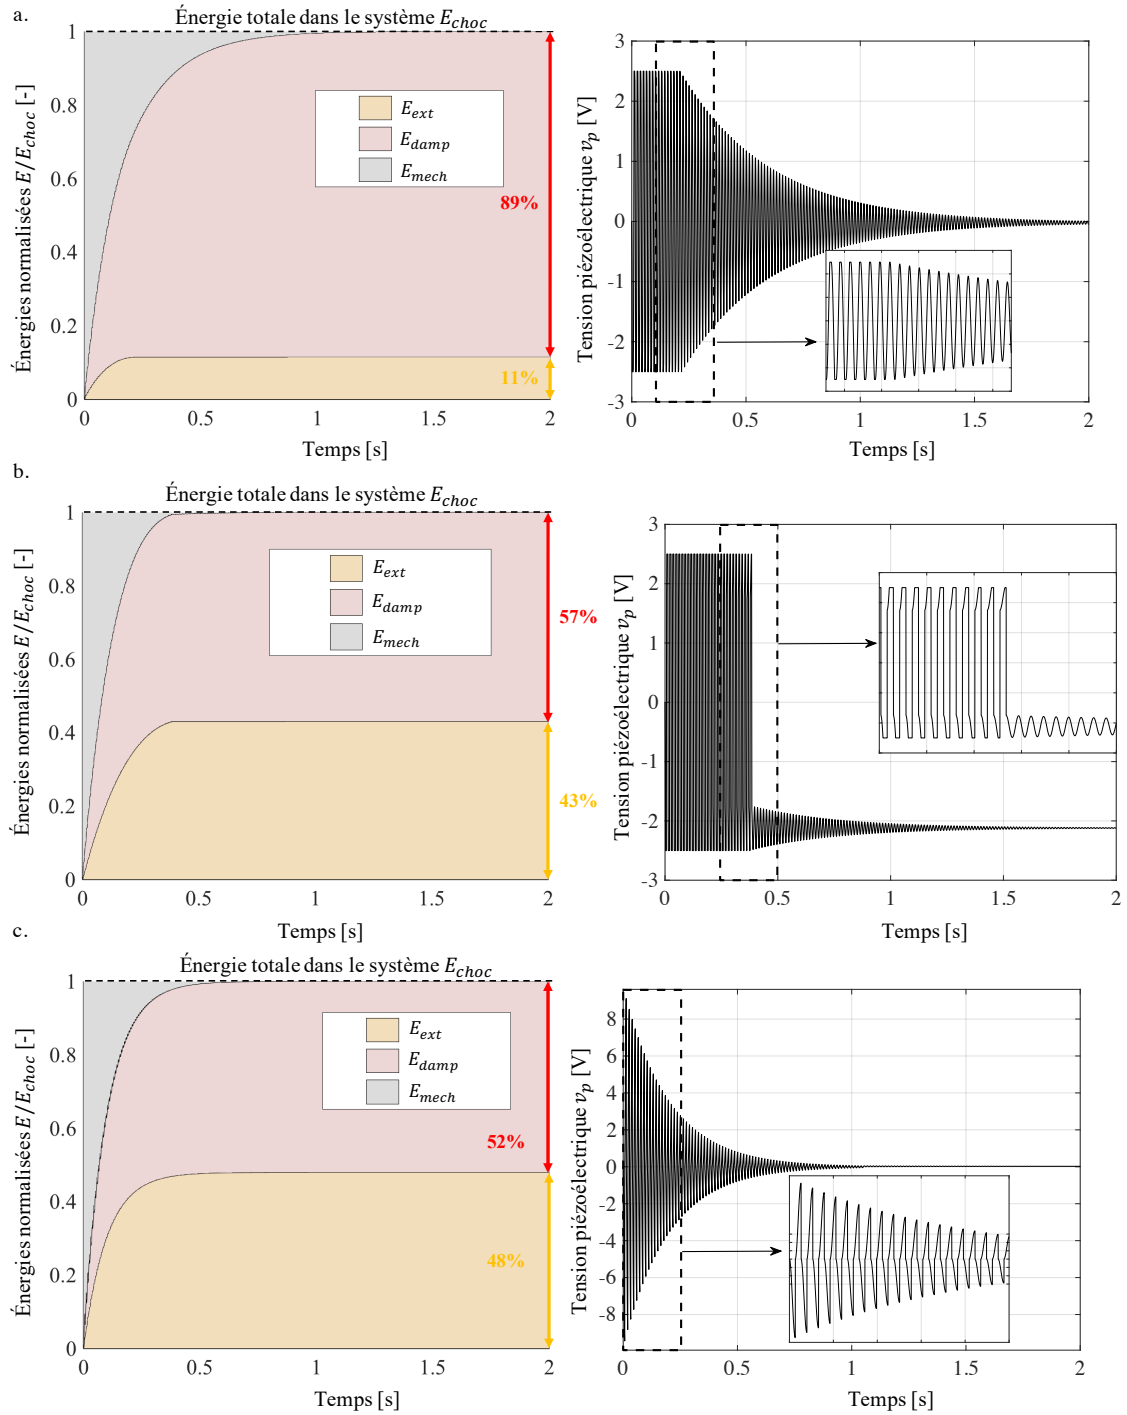 a.
Énergie totale dans le système E_choc
Énergies normalisées E/E_choc [-]
1
0.8
0.6
0.4
0.2
0
E_ext
E_damp
E_mech
89%
11%
0 0.5 1 1.5 2
Temps [s]
Tension piézoélectrique v_p [V]
3
2
1
0
-1
-2
-3
0.5 1 1.5 2
Temps [s]
b.
Énergie totale dans le système E_choc
Énergies normalisées E/E_choc [-]
1
0.8
0.6
0.4
0.2
0
E_ext
E_damp
E_mech
57%
43%
0 0.5 1 1.5 2
Temps [s]
Tension piézoélectrique v_p [V]
3
2
1
0
-1
-2
-3
0 0.5 1 1.5 2
Temps [s]
c.
Énergie totale dans le système E_choc
Énergies normalisées E/E_choc [-]
1
0.8
0.6
0.4
0.2
0
E_ext
E_damp
E_mech
52%
48%
0 0.5 1 1.5 2
Temps [s]
Tension piézoélectrique v_p [V]
8
6
4
2
0
-2
-4
-6
-8
0 0.5 1 1.5 2
Temps [s]